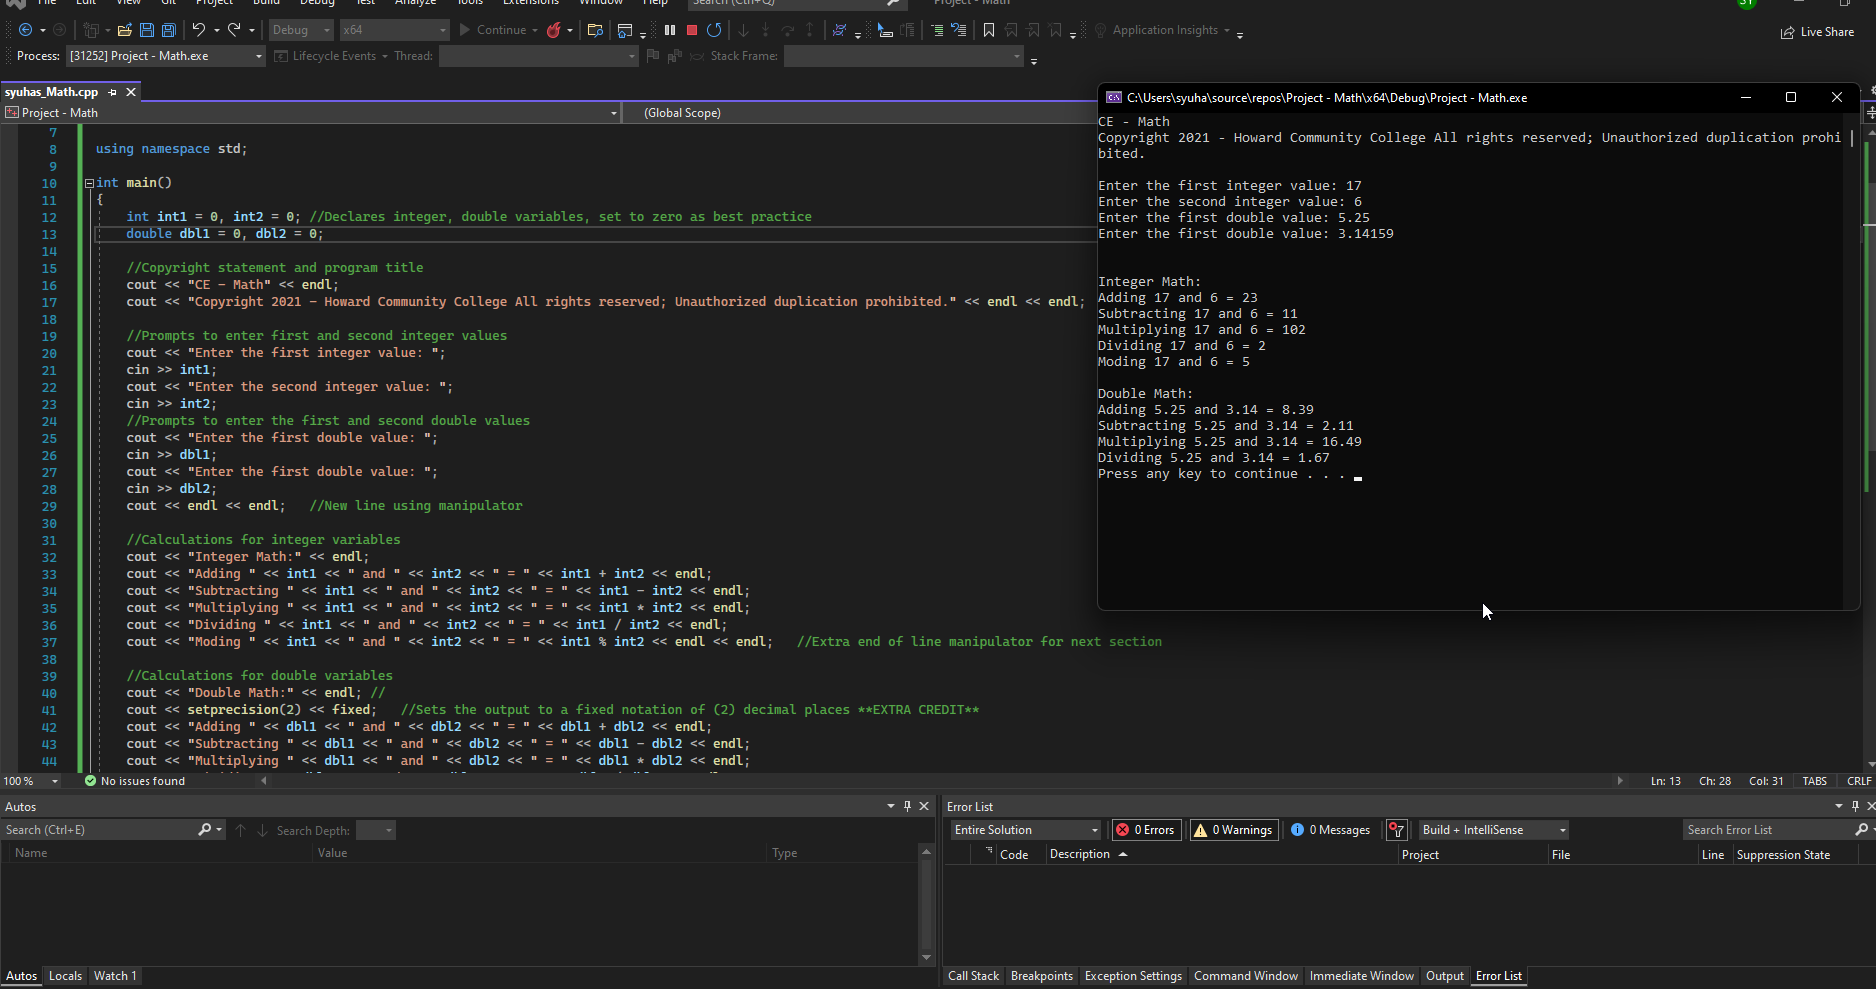 File Edit View Git Project Build Debug Test Analyze Tools Extensions Window Help Search (Ctrl+Q) Project - Math SY
Debug x64 Continue Application Insights Live Share
Process: [31252] Project - Math.exe Lifecycle Events Thread: Stack Frame:
syuhas_Math.cpp
Project - Math (Global Scope)
7
8 using namespace std;
9
10 int main()
11 {
12 int int1 = 0, int2 = 0; //Declares integer, double variables, set to zero as best practice
13 double dbl1 = 0, dbl2 = 0;
14
15 //Copyright statement and program title
16 cout << "CE - Math" << endl;
17 cout << "Copyright 2021 - Howard Community College All rights reserved; Unauthorized duplication prohibited." << endl << endl;
18
19 //Prompts to enter first and second integer values
20 cout << "Enter the first integer value: ";
21 cin >> int1;
22 cout << "Enter the second integer value: ";
23 cin >> int2;
24 //Prompts to enter the first and second double values
25 cout << "Enter the first double value: ";
26 cin >> dbl1;
27 cout << "Enter the first double value: ";
28 cin >> dbl2;
29 cout << endl << endl; //New line using manipulator
30
31 //Calculations for integer variables
32 cout << "Integer Math:" << endl;
33 cout << "Adding " << int1 << " and " << int2 << " = " << int1 + int2 << endl;
34 cout << "Subtracting " << int1 << " and " << int2 << " = " << int1 - int2 << endl;
35 cout << "Multiplying " << int1 << " and " << int2 << " = " << int1 * int2 << endl;
36 cout << "Dividing " << int1 << " and " << int2 << " = " << int1 / int2 << endl;
37 cout << "Moding " << int1 << " and " << int2 << " = " << int1 % int2 << endl << endl; //Extra end of line manipulator for next section
38
39 //Calculations for double variables
40 cout << "Double Math:" << endl; //
41 cout << setprecision(2) << fixed; //Sets the output to a fixed notation of (2) decimal places **EXTRA CREDIT**
42 cout << "Adding " << dbl1 << " and " << dbl2 << " = " << dbl1 + dbl2 << endl;
43 cout << "Subtracting " << dbl1 << " and " << dbl2 << " = " << dbl1 - dbl2 << endl;
44 cout << "Multiplying " << dbl1 << " and " << dbl2 << " = " << dbl1 * dbl2 << endl;
C:\Users\syuha\source\repos\Project - Math\x64\Debug\Project - Math.exe
CE - Math
Copyright 2021 - Howard Community College All rights reserved; Unauthorized duplication prohi
bited.
Enter the first integer value: 17
Enter the second integer value: 6
Enter the first double value: 5.25
Enter the first double value: 3.14159
Integer Math:
Adding 17 and 6 = 23
Subtracting 17 and 6 = 11
Multiplying 17 and 6 = 102
Dividing 17 and 6 = 2
Moding 17 and 6 = 5
Double Math:
Adding 5.25 and 3.14 = 8.39
Subtracting 5.25 and 3.14 = 2.11
Multiplying 5.25 and 3.14 = 16.49
Dividing 5.25 and 3.14 = 1.67
Press any key to continue . . .
100 % No issues found Ln: 13 Ch: 28 Col: 31 TABS CRLF
Autos
Search (Ctrl+E) Search Depth:
Name Value Type
Autos Locals Watch 1
Error List
Entire Solution 0 Errors 0 Warnings 0 Messages Build + IntelliSense Search Error List
Code Description Project File Line Suppression State
Call Stack Breakpoints Exception Settings Command Window Immediate Window Output Error List